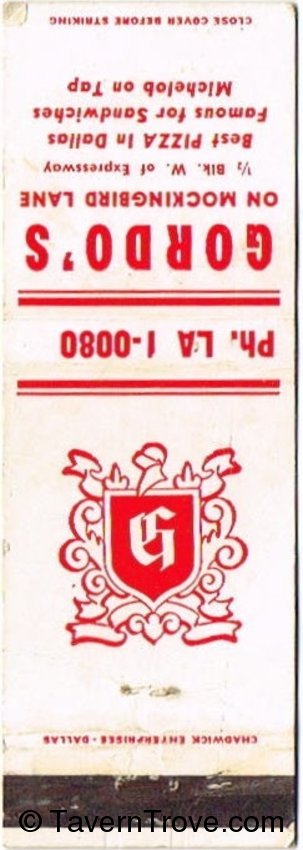 Ph. LA 1-0080
GORDO'S
ON MOCKINGBIRD LANE
½ Blk. W. of Expressway
Best PIZZA In Dallas
Famous for Sandwiches
Michelob on Tap
CLOSE COVER BEFORE STRIKING
G
CHADWICK ENTERPRISES - DALLAS
© TavernTrove.com